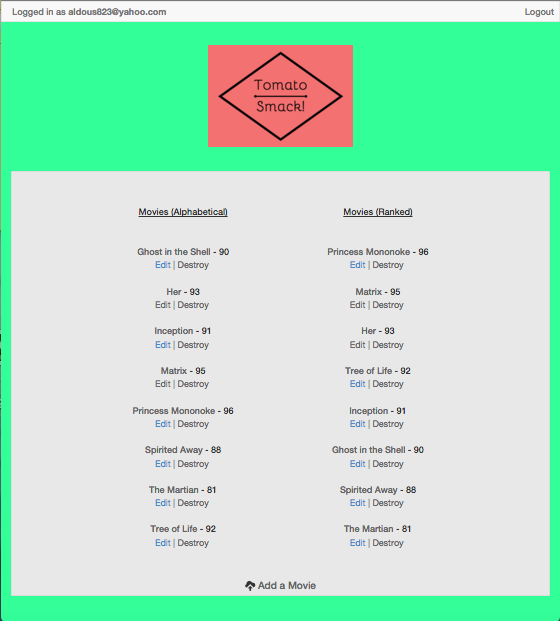 Logged in as aldous823@yahoo.com
Logout
Tomato
Smack!
Movies (Alphabetical)
Ghost in the Shell - 90
Edit | Destroy
Her - 93
Edit | Destroy
Inception - 91
Edit | Destroy
Matrix - 95
Edit | Destroy
Princess Mononoke - 96
Edit | Destroy
Spirited Away - 88
Edit | Destroy
The Martian - 81
Edit | Destroy
Tree of Life - 92
Edit | Destroy
Movies (Ranked)
Princess Mononoke - 96
Edit | Destroy
Matrix - 95
Edit | Destroy
Her - 93
Edit | Destroy
Tree of Life - 92
Edit | Destroy
Inception - 91
Edit | Destroy
Ghost in the Shell - 90
Edit | Destroy
Spirited Away - 88
Edit | Destroy
The Martian - 81
Edit | Destroy
Add a Movie